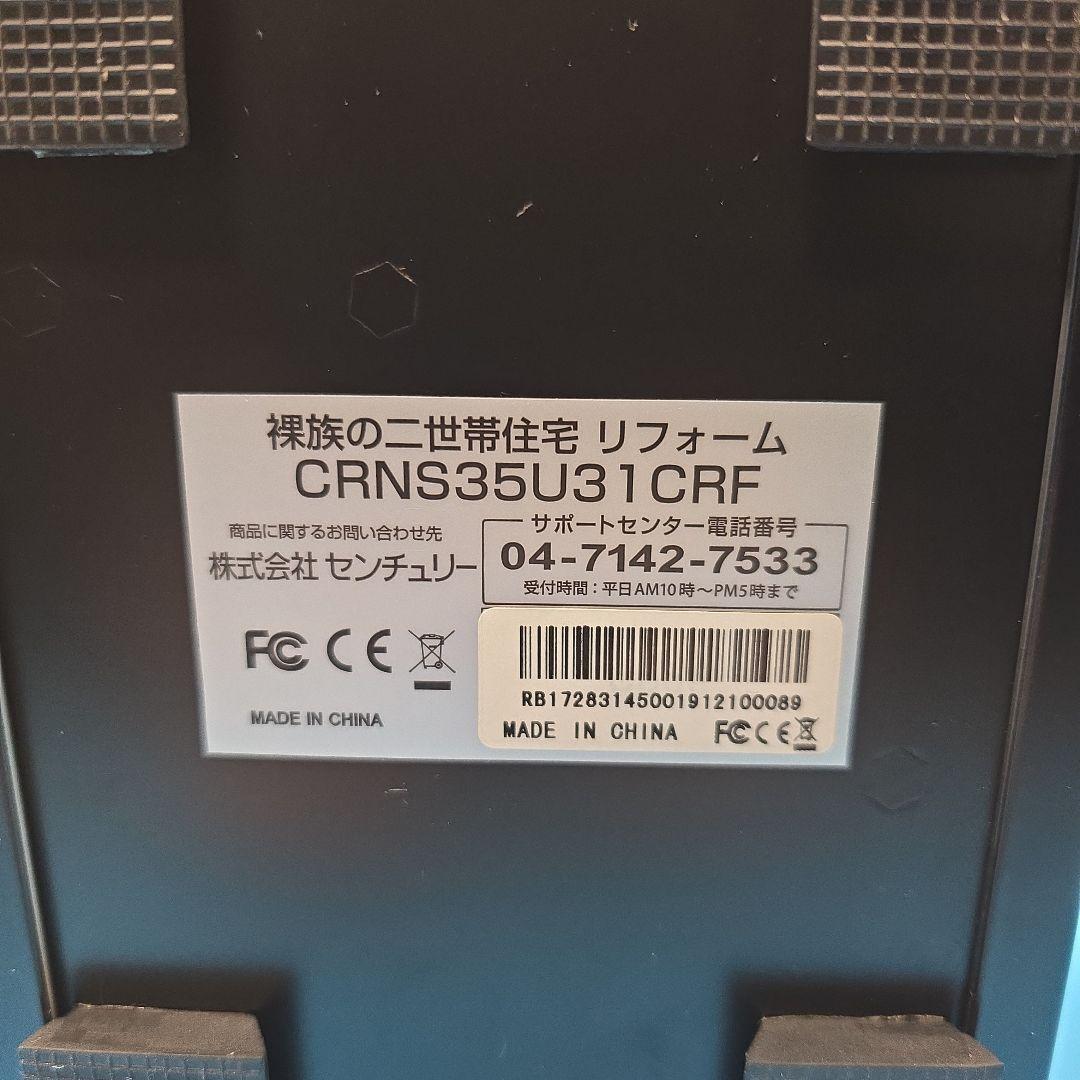 裸族の二世帯住宅 リフォーム
CRNS35U31CRF
商品に関するお問い合わせ先
株式会社 センチュリー
サポートセンター電話番号
04-7142-7533
受付時間：平日AM10時～PM5時まで
FC CE
MADE IN CHINA
RB17283145001912100089
MADE IN CHINA FC CE